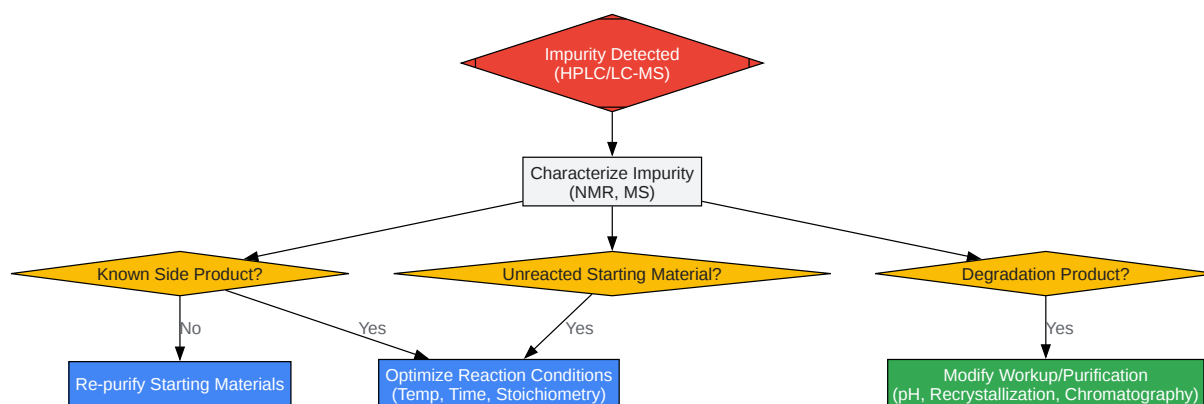 Impurity Detected
(HPLC/LC-MS)
Characterize Impurity
(NMR, MS)
Known Side Product?
Unreacted Starting Material?
Degradation Product?
No
Yes
Yes
Yes
Re-purify Starting Materials
Optimize Reaction Conditions
(Temp, Time, Stoichiometry)
Modify Workup/Purification
(pH, Recrystallization, Chromatography)